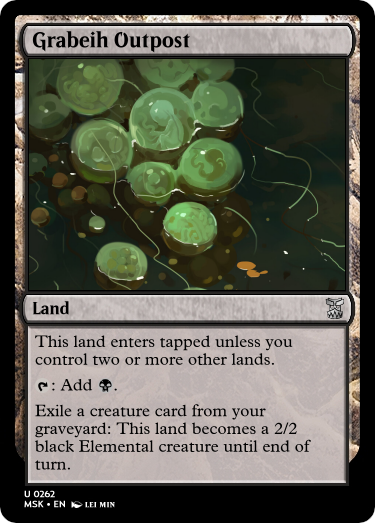 Grabeih Outpost
Land
This land enters tapped unless you
control two or more other lands.
: Add .
Exile a creature card from your
graveyard: This land becomes a 2/2
black Elemental creature until end of
turn.
U 0262
MSK • EN LEI MIN